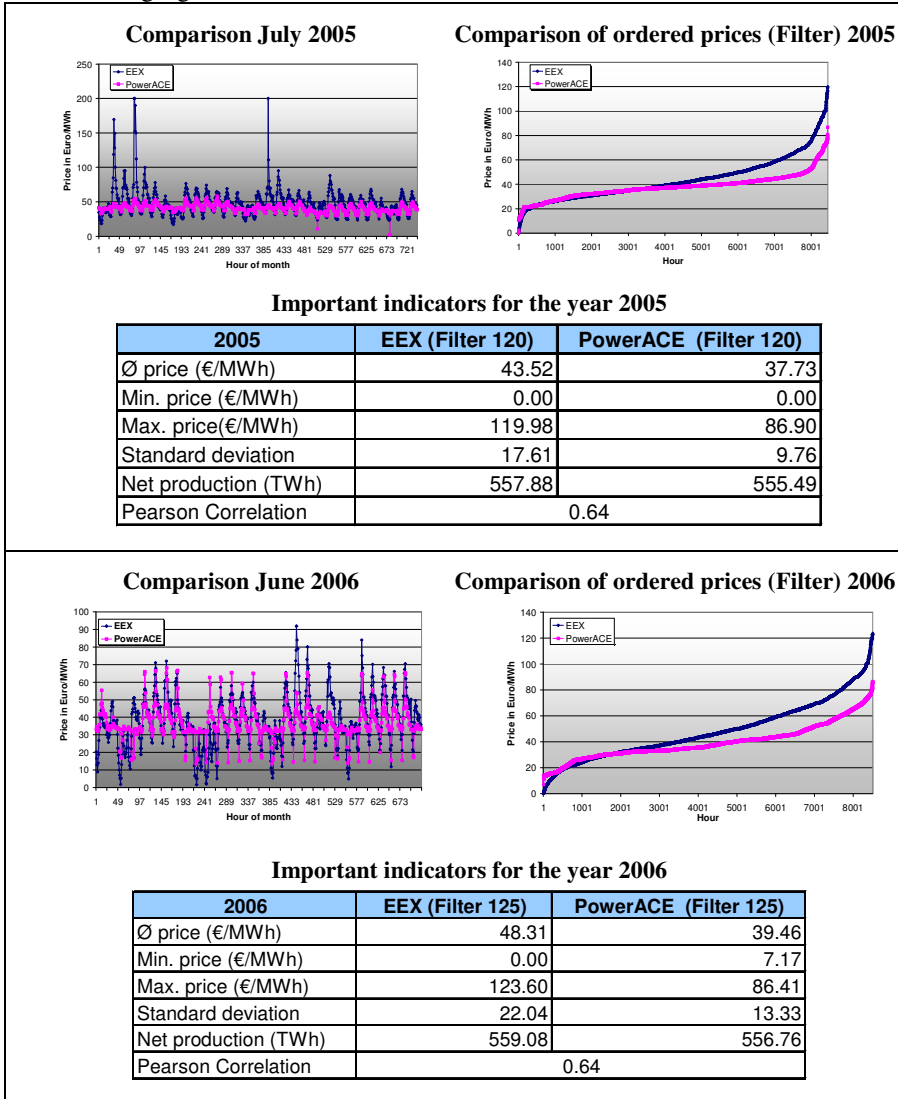 Comparison July 2005
Comparison of ordered prices (Filter) 2005
250
200
150
100
50
0
Price in Euro/MWh
EEX
PowerACE
1 49 97 145 193 241 289 337 385 433 481 529 577 625 673 721
Hour of month
140
120
100
80
60
40
20
0
Price in Euro/MWh
EEX
PowerACE
1 1001 2001 3001 4001 5001 6001 7001 8001
Hour
Important indicators for the year 2005
2005 EEX (Filter 120) PowerACE (Filter 120)
Ø price (€/MWh) 43.52 37.73
Min. price (€/MWh) 0.00 0.00
Max. price(€/MWh) 119.98 86.90
Standard deviation 17.61 9.76
Net production (TWh) 557.88 555.49
Pearson Correlation 0.64
Comparison June 2006
Comparison of ordered prices (Filter) 2006
100
90
80
70
60
50
40
30
20
10
0
Price in Euro/MWh
EEX
PowerACE
1 49 97 145 193 241 289 337 385 433 481 529 577 625 673
Hour of month
140
120
100
80
60
40
20
0
Price in Euro/MWh
EEX
PowerACE
1 1001 2001 3001 4001 5001 6001 7001 8001
Hour
Important indicators for the year 2006
2006 EEX (Filter 125) PowerACE (Filter 125)
Ø price (€/MWh) 48.31 39.46
Min. price (€/MWh) 0.00 7.17
Max. price (€/MWh) 123.60 86.41
Standard deviation 22.04 13.33
Net production (TWh) 559.08 556.76
Pearson Correlation 0.64